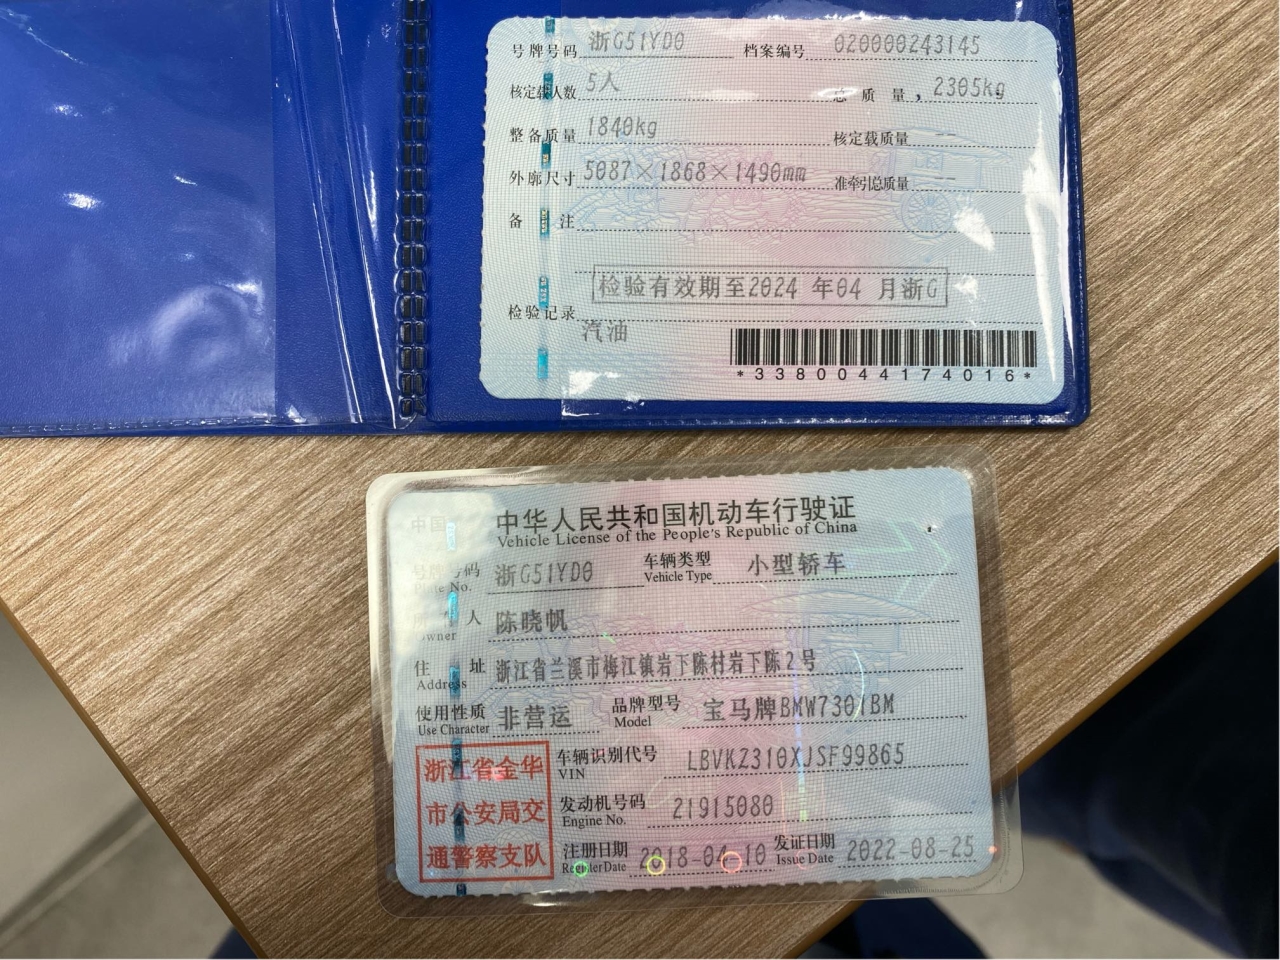 号牌号码 浙G51YD0 档案编号 020000243145
核定载人数 5人 总质量 2305kg
整备质量 1840kg 核定载质量 --
外廓尺寸 5087×1868×1490mm 准牵引总质量 --
备注
检验有效期至2024 年04 月浙G
检验记录
汽油
*3380044174016*
中国
中华人民共和国机动车行驶证
Vehicle License of the People's Republic of China
号牌号码 浙G51YD0 车辆类型 小型轿车
Plate No. Vehicle Type
所有人 陈晓帆
Owner
住址 浙江省兰溪市梅江镇岩下陈村岩下陈2号
Address
使用性质 非营运 品牌型号 宝马牌BMW7301BM
Use Character Model
浙江省金华 车辆识别代号 LBVKZ310XJSF99865
VIN
市公安局交 发动机号码 21915080
Engine No.
通警察支队 注册日期 2018-04-10 发证日期 2022-08-25
Register Date Issue Date